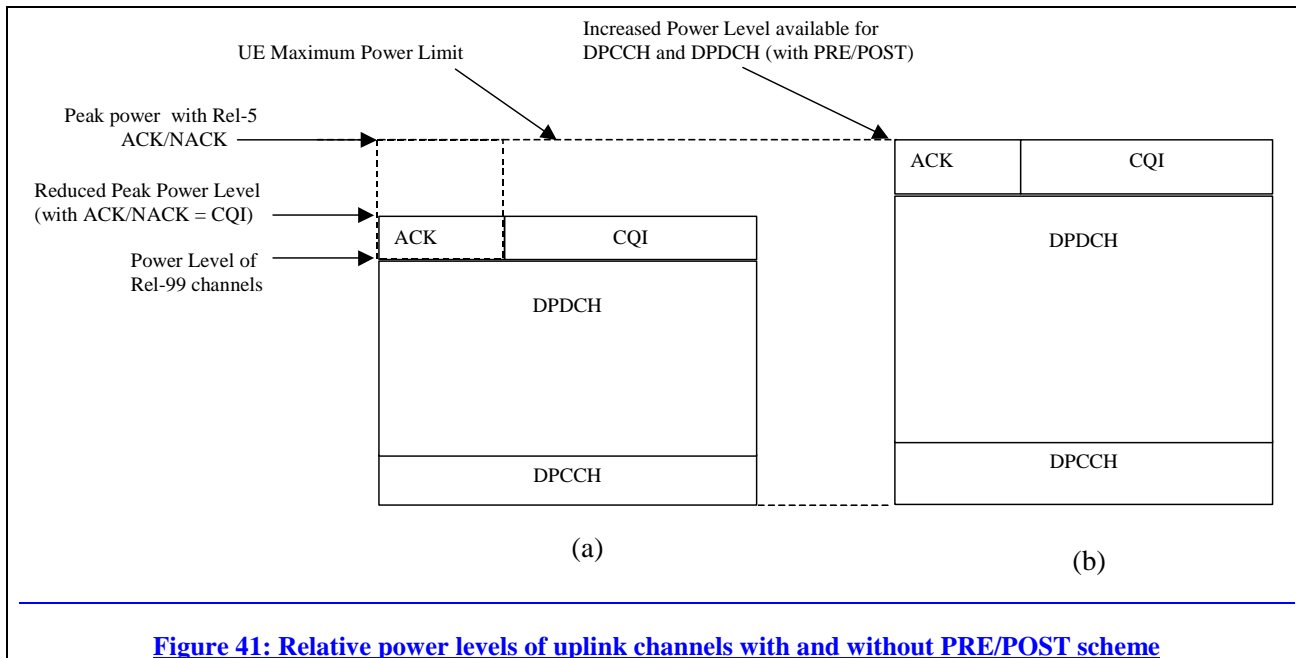 Increased Power Level available for
DPCCH and DPDCH (with PRE/POST)
UE Maximum Power Limit
Peak power with Rel-5
ACK/NACK
Reduced Peak Power Level
(with ACK/NACK = CQI)
Power Level of
Rel-99 channels
ACK
CQI
DPDCH
DPCCH
(a)
ACK
CQI
DPDCH
DPCCH
(b)
Figure 41: Relative power levels of uplink channels with and without PRE/POST scheme